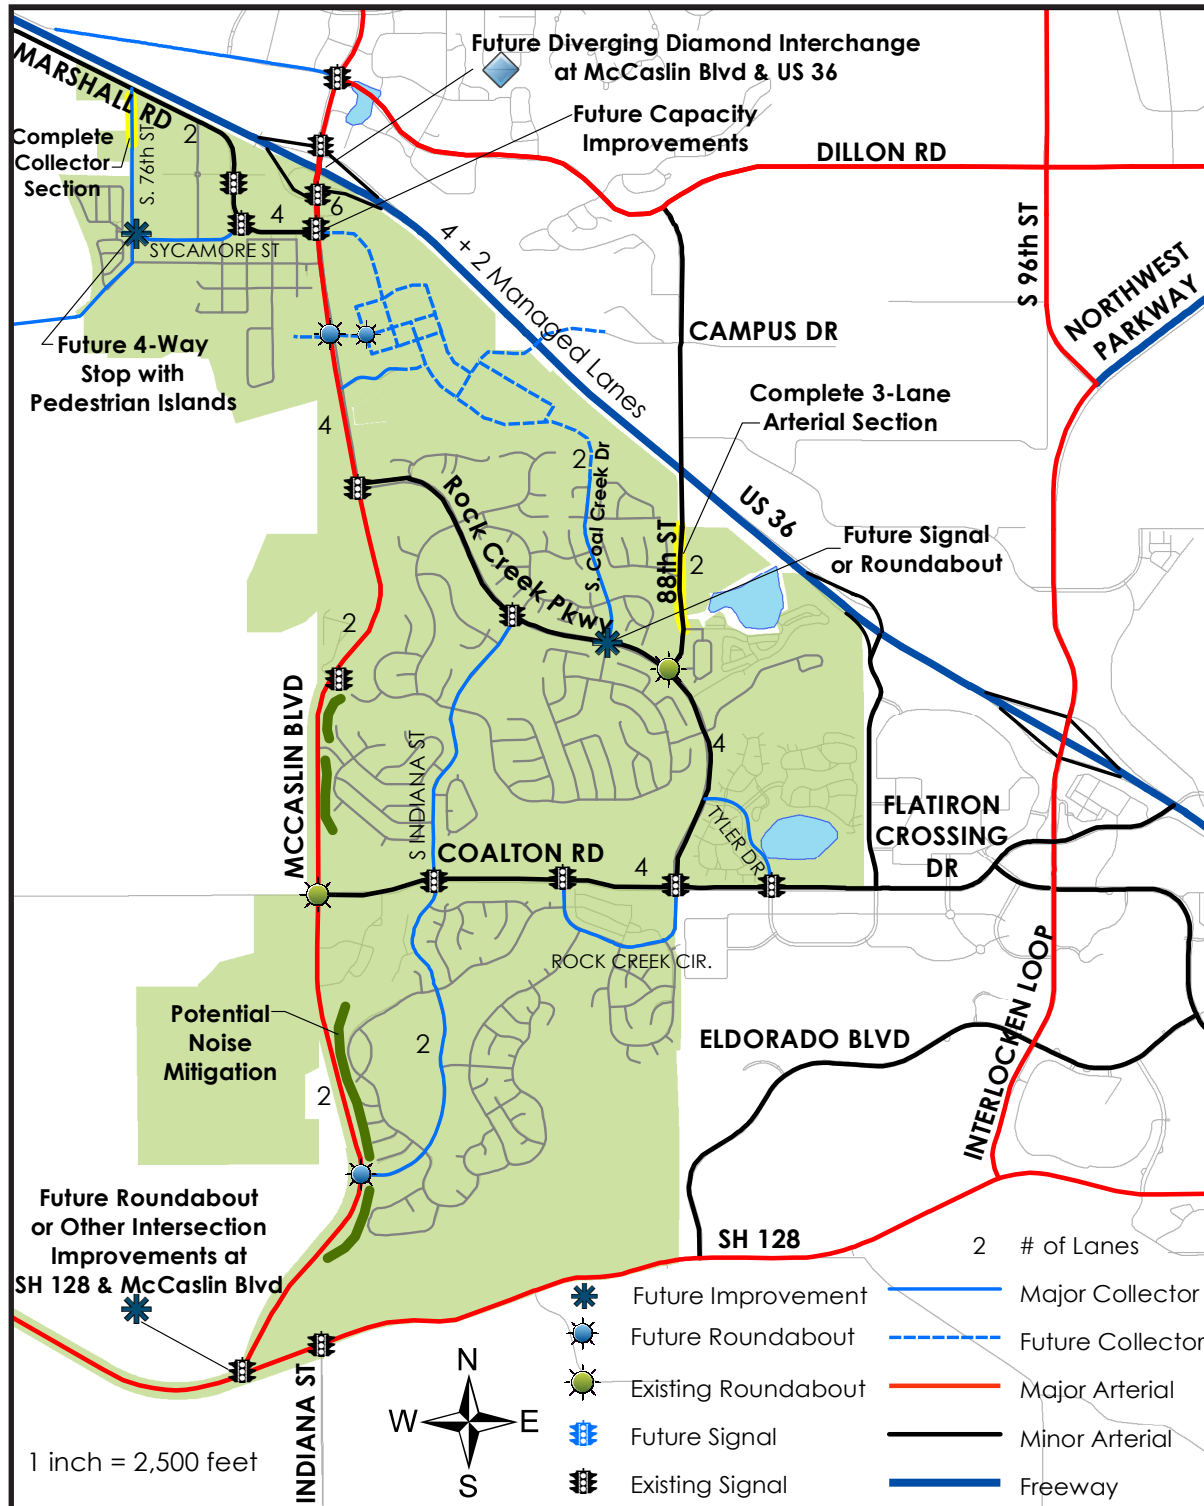 Future Diverging Diamond Interchange
at McCaslin Blvd & US 36
MARSHALL RD
Future Capacity
Improvements
Complete
Collector
Section
2
S. 76th ST
DILLON RD
4
6
SYCAMORE ST
4 + 2 Managed Lanes
S 96th ST
NORTHWEST
PARKWAY
CAMPUS DR
Future 4-Way
Stop with
Pedestrian Islands
Complete 3-Lane
Arterial Section
4
2
S. Coal Creek Dr
Rock Creek Pkwy
US 36
88th ST
2
Future Signal
or Roundabout
2
MCCASLIN BLVD
S INDIANA ST
4
TYLER DR
FLATIRON
CROSSING
DR
COALTON RD
4
ROCK CREEK CIR.
INTERLOCKEN LOOP
Potential
Noise
Mitigation
2
2
ELDORADO BLVD
Future Roundabout
or Other Intersection
Improvements at
SH 128 & McCaslin Blvd
SH 128
INDIANA ST
2 # of Lanes
Future Improvement
Major Collector
Future Roundabout
Future Collector
Existing Roundabout
Major Arterial
Future Signal
Minor Arterial
Existing Signal
Freeway
N
W
E
S
1 inch = 2,500 feet